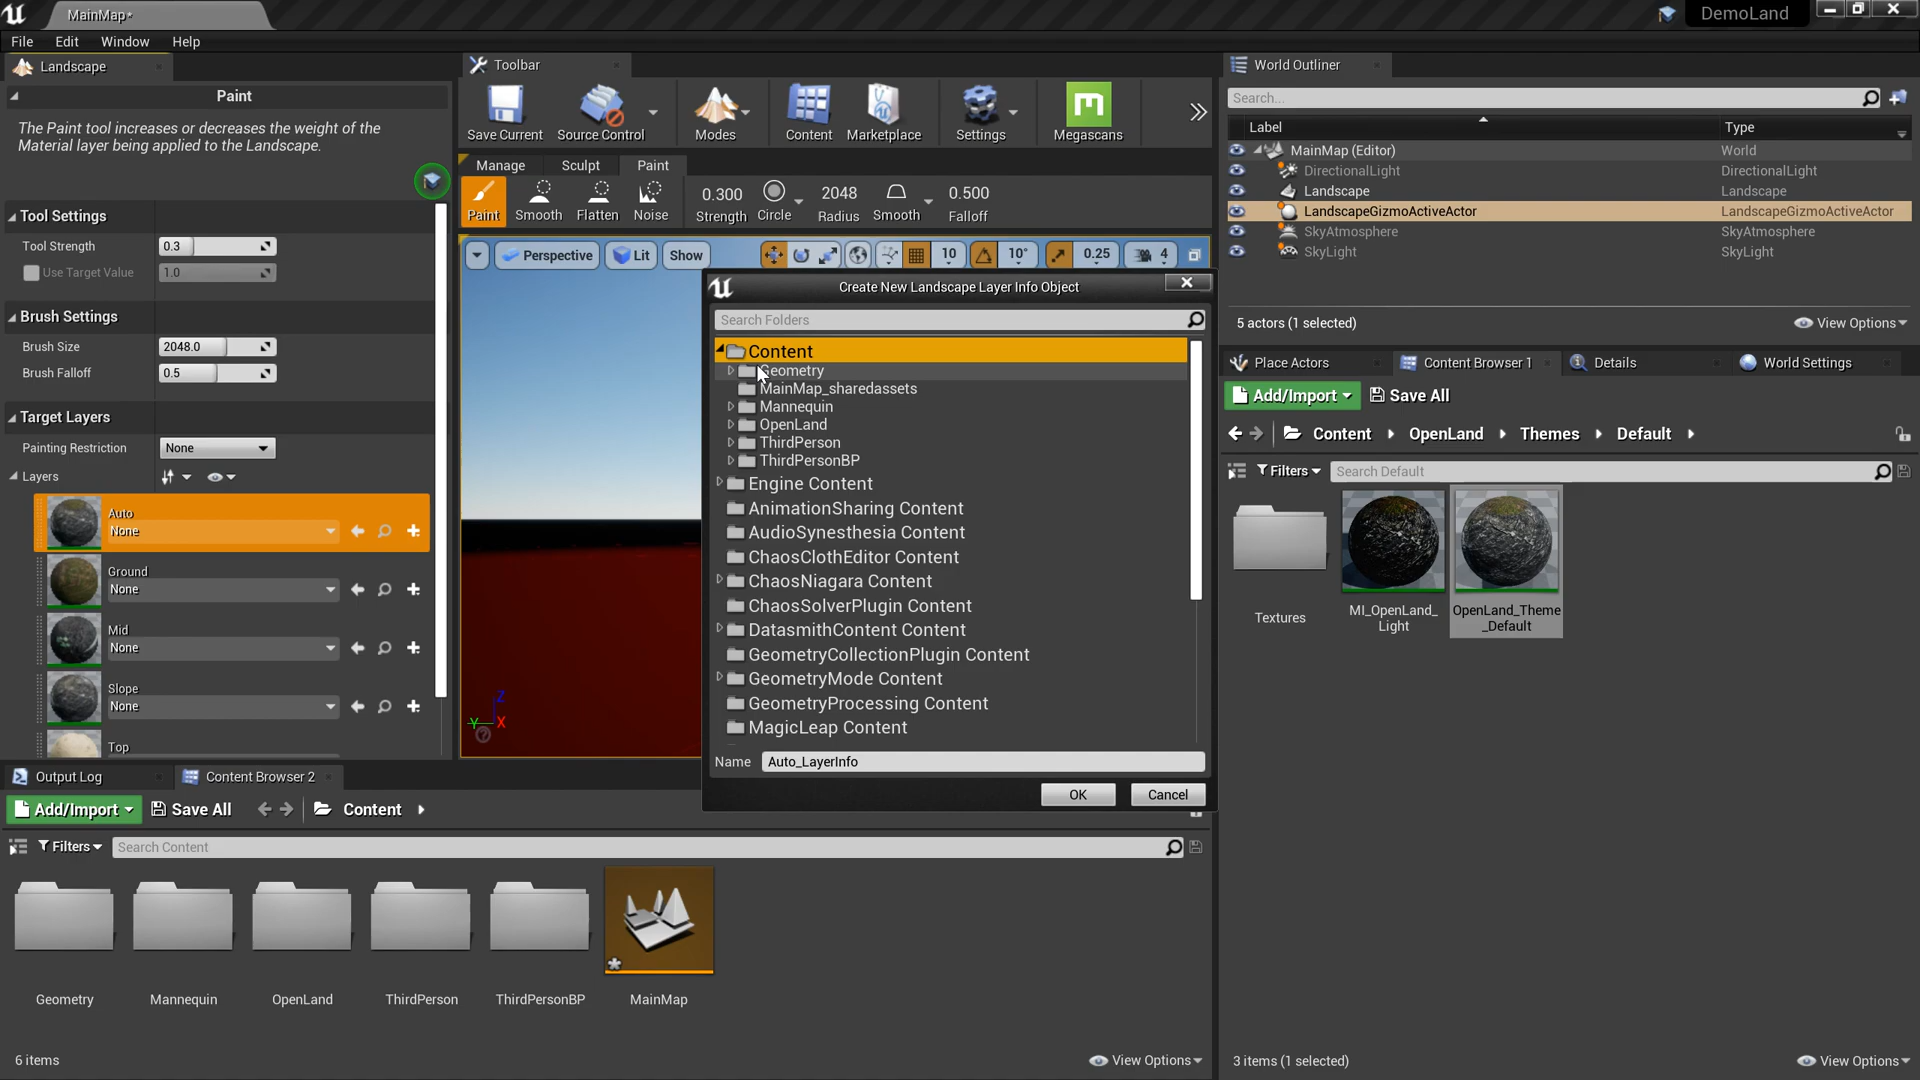 MainMap*
DemoLand
File Edit Window Help
Landscape
Paint
The Paint tool increases or decreases the weight of the
Material layer being applied to the Landscape.
Tool Settings
Tool Strength 0.3
Use Target Value 1.0
Brush Settings
Brush Size 2048.0
Brush Falloff 0.5
Target Layers
Painting Restriction None
Layers
Auto
None
Ground
None
Mid
None
Slope
None
Top
Toolbar
Save Current Source Control Modes Content Marketplace Settings Megascans
Manage Sculpt Paint
0.300 2048 0.500
Paint Smooth Flatten Noise Strength Circle Radius Smooth Falloff
Perspective Lit Show 10 10° 0.25 4
Z
Y X
Create New Landscape Layer Info Object
Search Folders
Content
Geometry
MainMap_sharedassets
Mannequin
OpenLand
ThirdPerson
ThirdPersonBP
Engine Content
AnimationSharing Content
AudioSynesthesia Content
ChaosClothEditor Content
ChaosNiagara Content
ChaosSolverPlugin Content
DatasmithContent Content
GeometryCollectionPlugin Content
GeometryMode Content
GeometryProcessing Content
MagicLeap Content
Name Auto_LayerInfo
OK Cancel
World Outliner
Search...
Label Type
MainMap (Editor) World
DirectionalLight DirectionalLight
Landscape Landscape
LandscapeGizmoActiveActor LandscapeGizmoActiveActor
SkyAtmosphere SkyAtmosphere
SkyLight SkyLight
5 actors (1 selected) View Options
Place Actors Content Browser 1 Details World Settings
Add/Import Save All
Content OpenLand Themes Default
Filters Search Default
Textures
MI_OpenLand_
Light
OpenLand_Theme
_Default
3 items (1 selected) View Options
Output Log Content Browser 2
Add/Import Save All Content
Filters Search Content
Geometry Mannequin OpenLand ThirdPerson ThirdPersonBP MainMap
6 items View Options